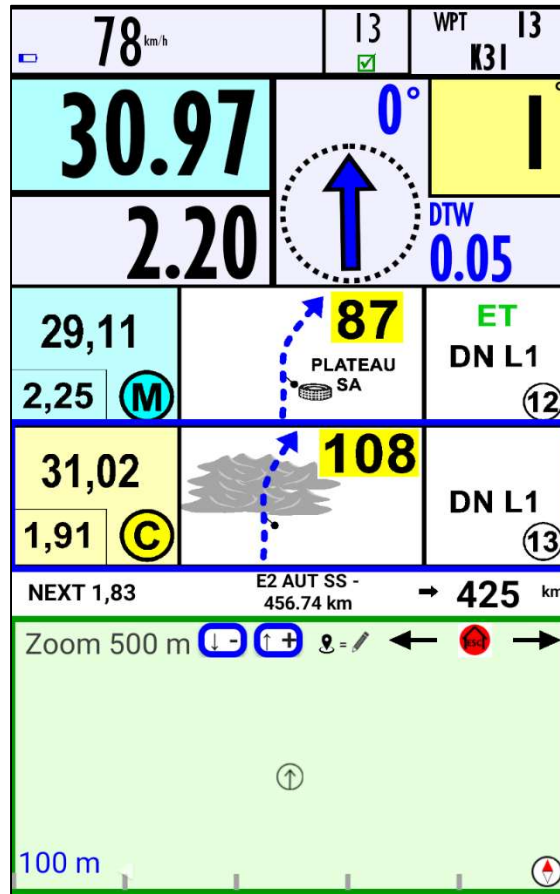 78 km/h
13
WPT 13
K31
30.97
0°
1°
2.20
DTW
0.05
29,11
87
ET
PLATEAU
SA
DN L1
2,25
M
12
31,02
108
DN L1
1,91
C
13
NEXT 1,83
E2 AUT SS -
456.74 km
➞ 425 km
Zoom 500 m ↓ - ↑ + = ← ESC →
100 m